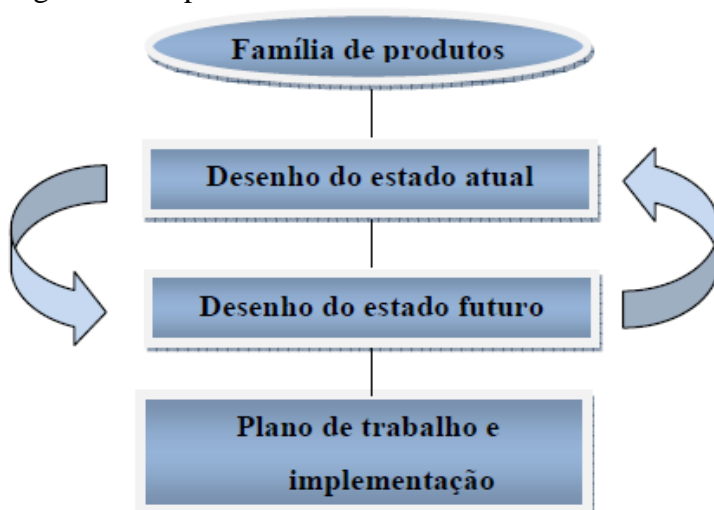 Família de produtos
Desenho do estado atual
Desenho do estado futuro
Plano de trabalho e
implementação